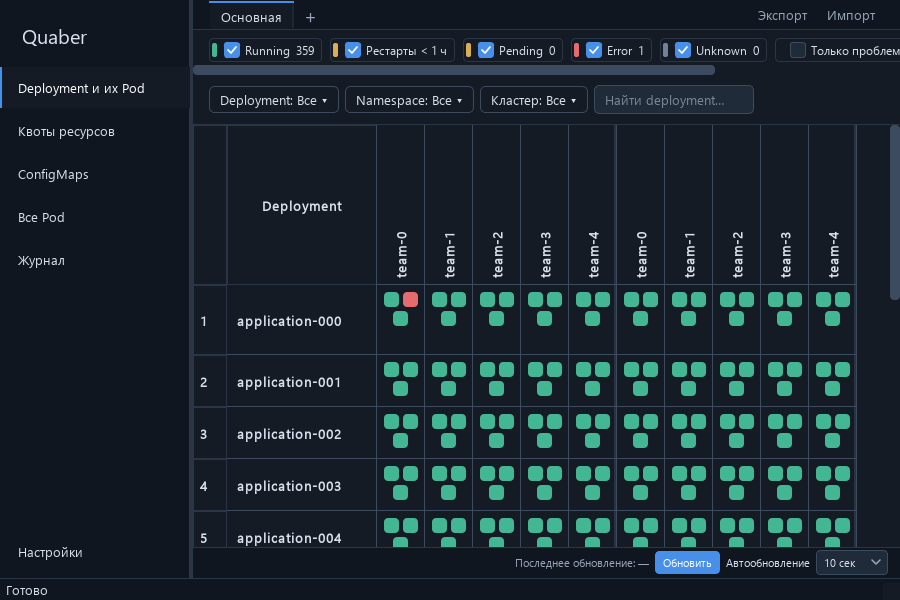 Quaber
Deployment и их Pod
Квоты ресурсов
ConfigMaps
Все Pod
Журнал
Настройки
Готово
Основная +
Экспорт Импорт
Running 359 Рестарты < 1 ч Pending 0 Error 1 Unknown 0 Только проблем
Deployment: Все Namespace: Все Кластер: Все Найти deployment...
Deployment team-0 team-1 team-2 team-3 team-4 team-0 team-1 team-2 team-3 team-4
1 application-000
2 application-001
3 application-002
4 application-003
5 application-004
Последнее обновление: — Обновить Автообновление 10 сек